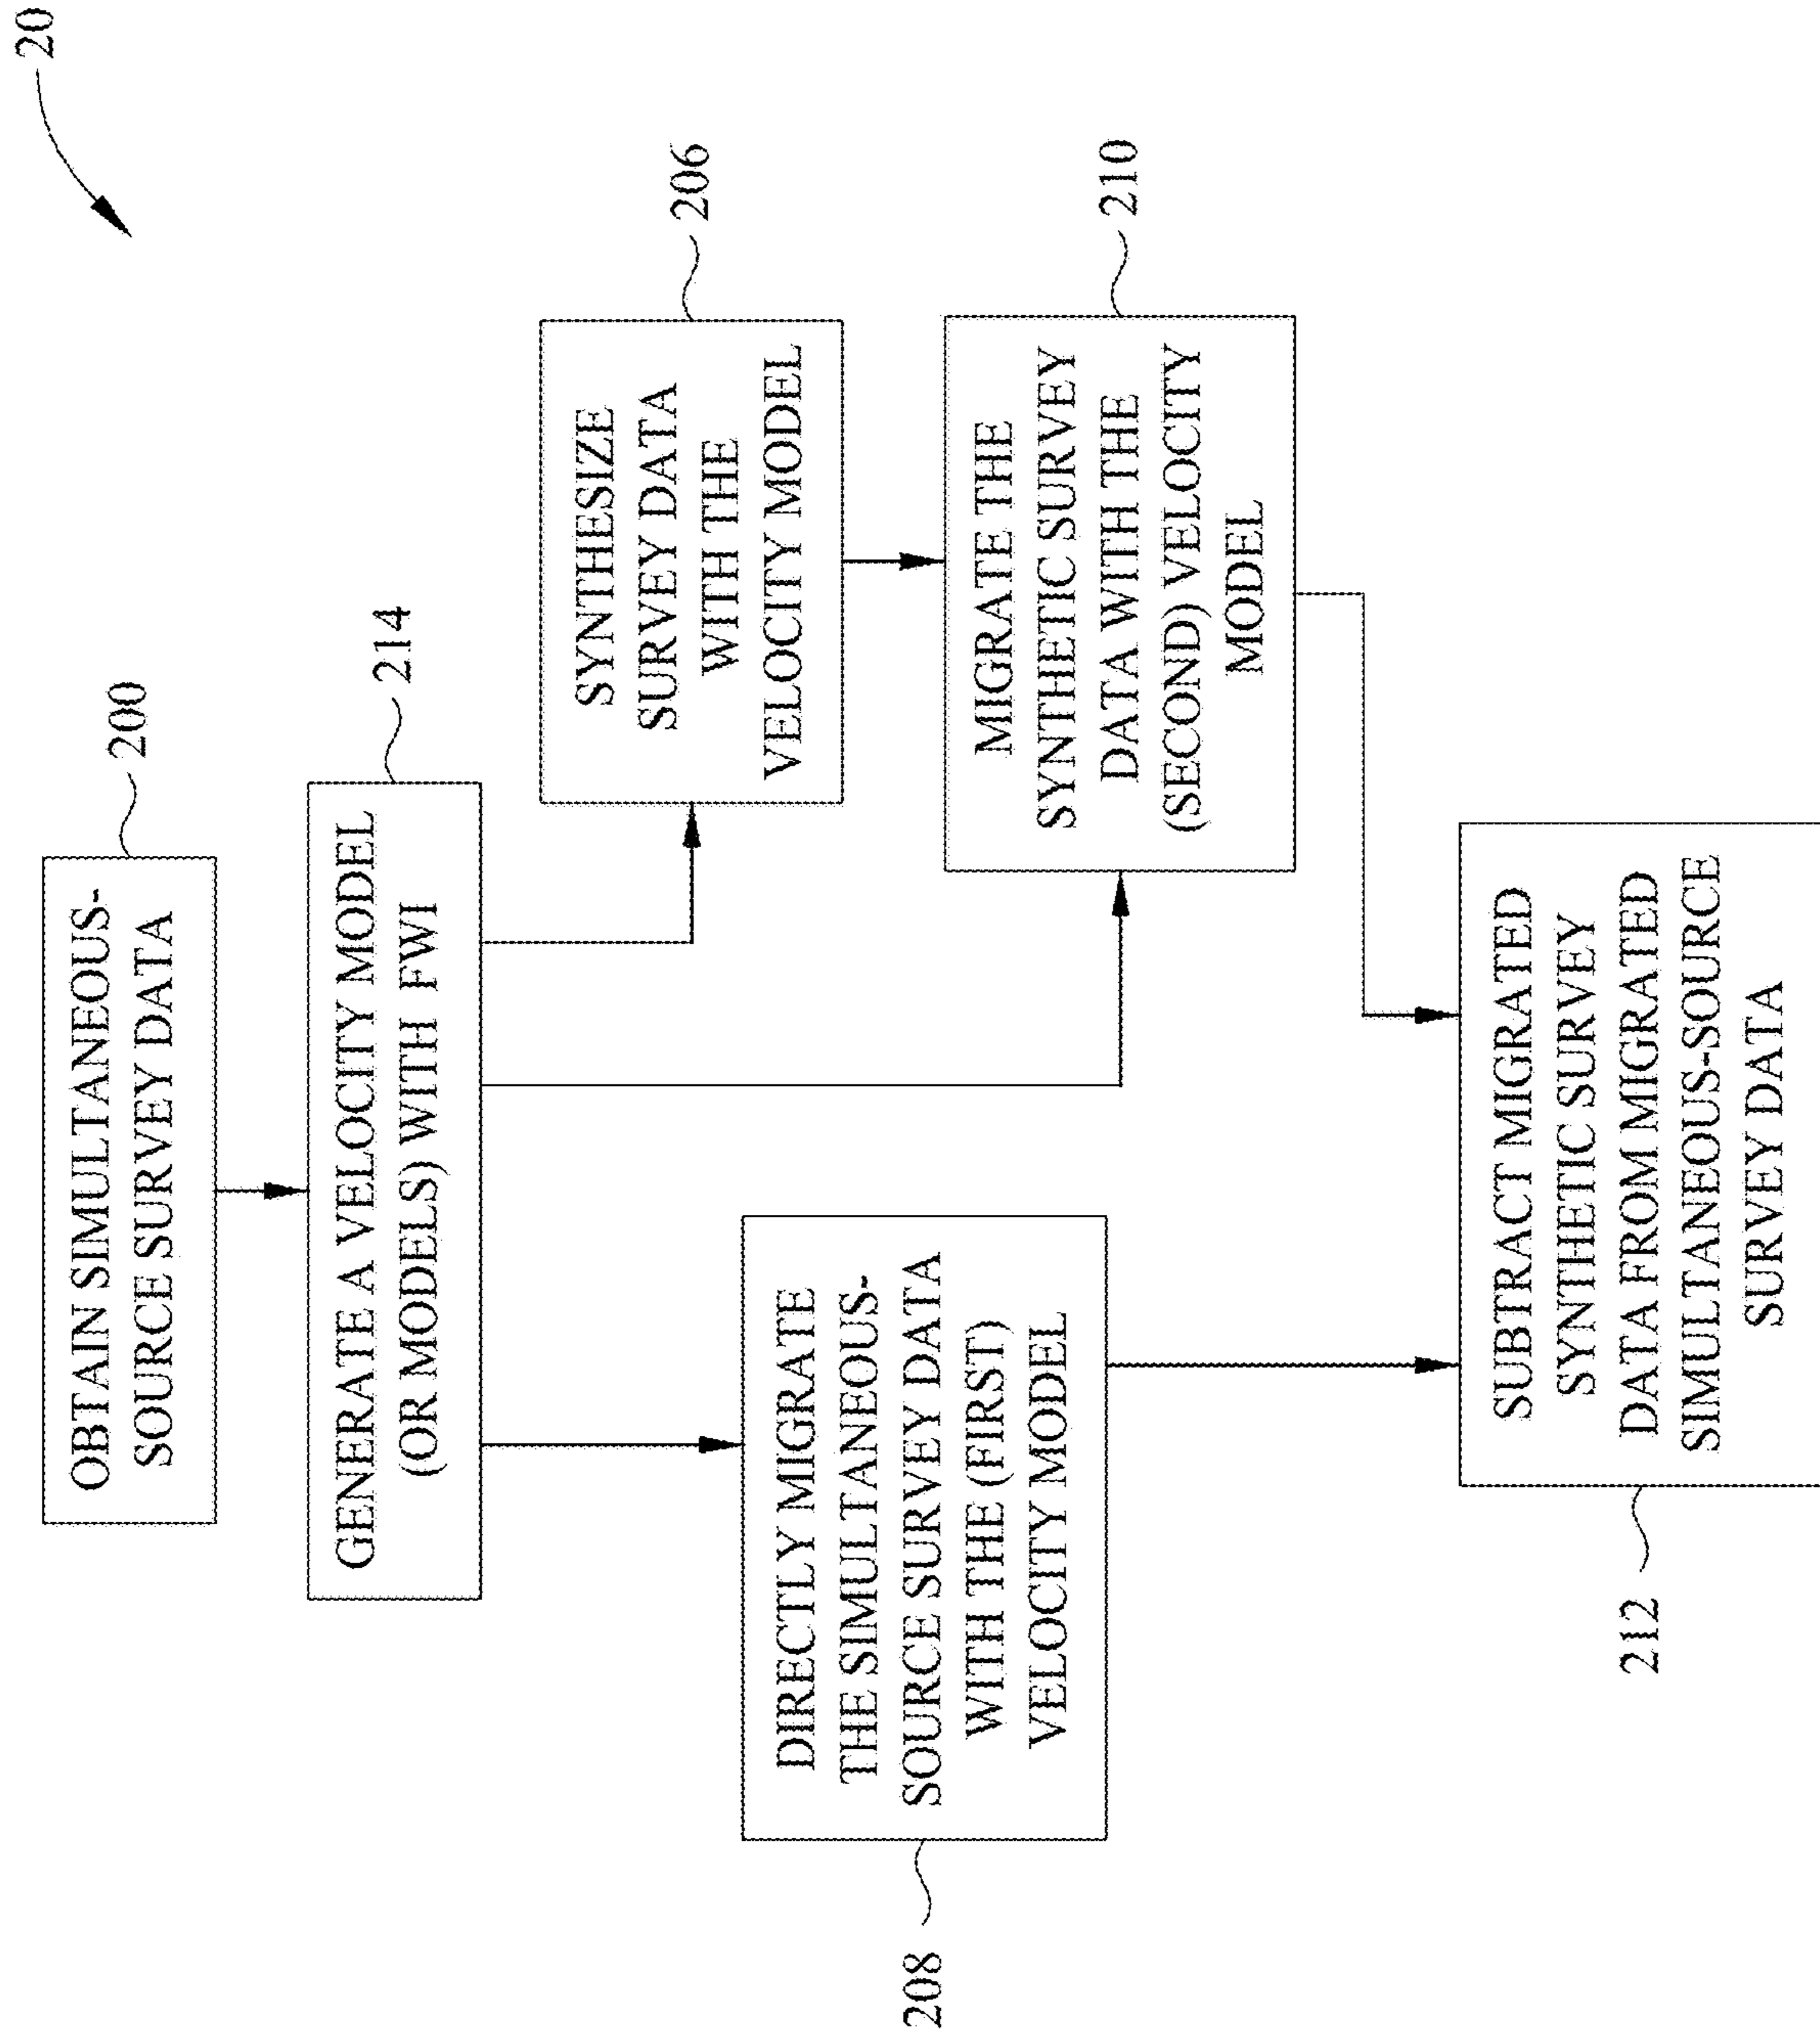 20
OBTAIN SIMULTANEOUS-
SOURCE SURVEY DATA
200
GENERATE A VELOCITY MODEL
(OR MODELS) WITH FWI
214
SYNTHESIZE
SURVEY DATA
WITH THE
VELOCITY MODEL
206
DIRECTLY MIGRATE
THE SIMULTANEOUS-
SOURCE SURVEY DATA
WITH THE (FIRST)
VELOCITY MODEL
208
MIGRATE THE
SYNTHETIC SURVEY
DATA WITH THE
(SECOND) VELOCITY
MODEL
210
SUBTRACT MIGRATED
SYNTHETIC SURVEY
DATA FROM MIGRATED
SIMULTANEOUS-SOURCE
SURVEY DATA
212